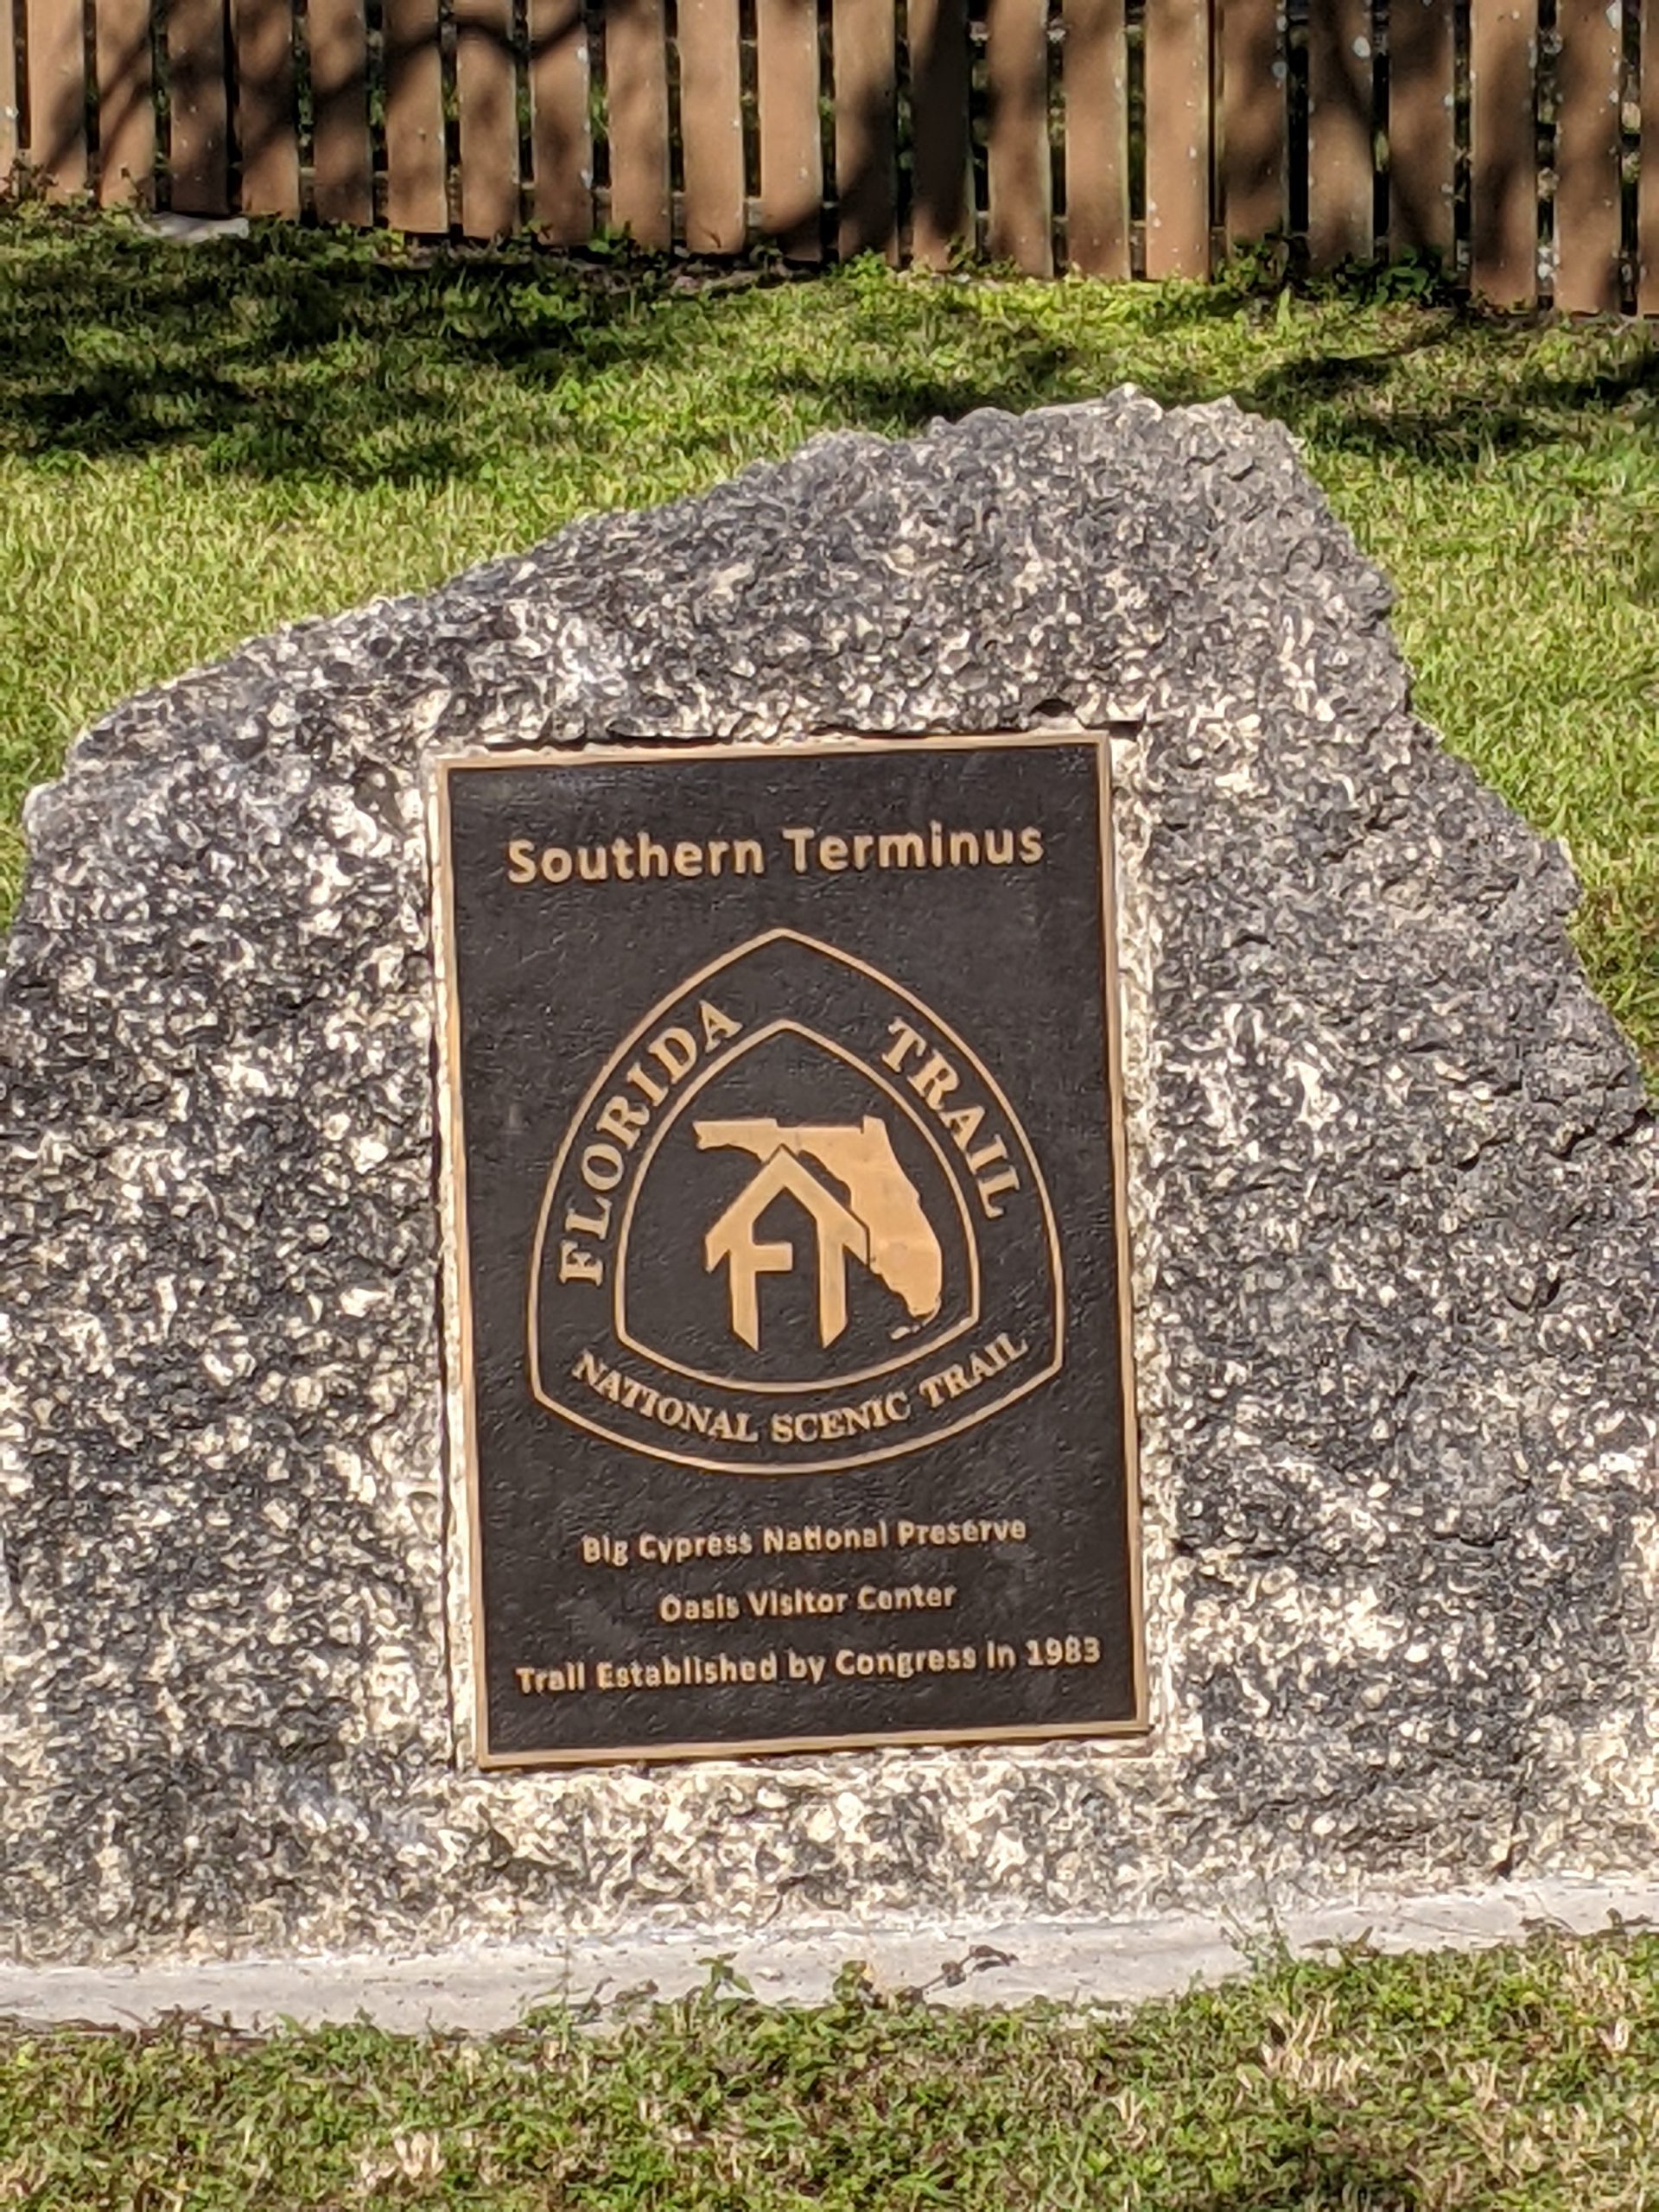 Southern Terminus
FLORIDA TRAIL
FT
NATIONAL SCENIC TRAIL
Big Cypress National Preserve
Oasis Visitor Center
Trail Established by Congress in 1983